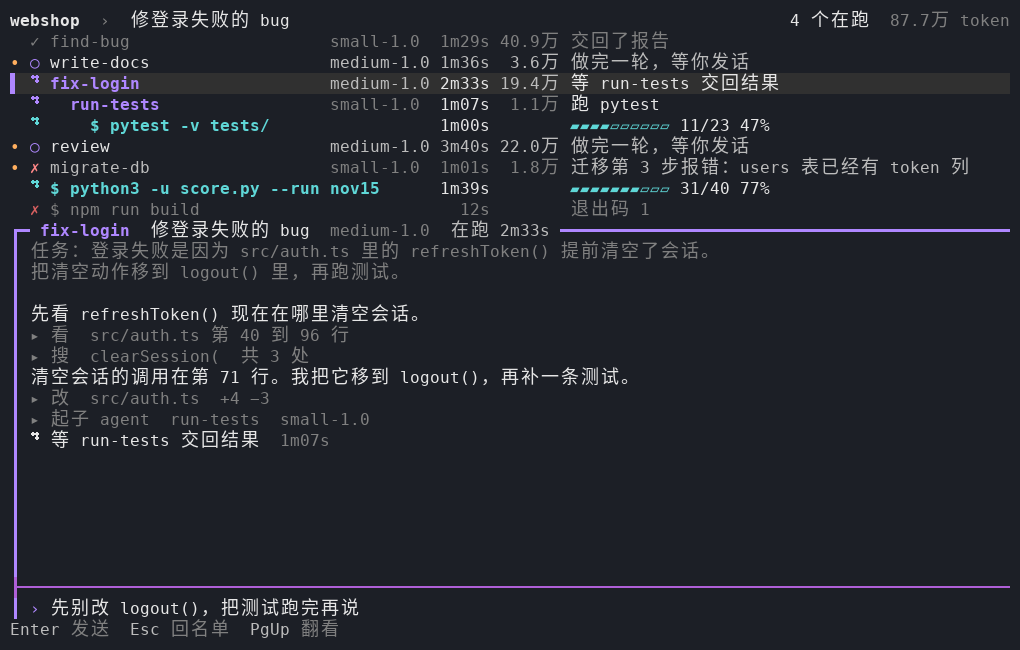 webshop › 修登录失败的 bug 4 个在跑 87.7万 token
✓ find-bug small-1.0 1m29s 40.9万 交回了报告
• ○ write-docs medium-1.0 1m36s 3.6万 做完一轮，等你发话
fix-login medium-1.0 2m33s 19.4万 等 run-tests 交回结果
run-tests small-1.0 1m07s 1.1万 跑 pytest
$ pytest -v tests/ 1m00s ▰▰▰▰▱▱▱▱▱▱ 11/23 47%
• ○ review medium-1.0 3m40s 22.0万 做完一轮，等你发话
• ✗ migrate-db small-1.0 1m01s 1.8万 迁移第 3 步报错：users 表已经有 token 列
$ python3 -u score.py --run nov15 1m39s ▰▰▰▰▰▰▰▱▱▱ 31/40 77%
✗ $ npm run build 12s 退出码 1
fix-login 修登录失败的 bug medium-1.0 在跑 2m33s
任务：登录失败是因为 src/auth.ts 里的 refreshToken() 提前清空了会话。
把清空动作移到 logout() 里，再跑测试。
先看 refreshToken() 现在在哪里清空会话。
▸ 看 src/auth.ts 第 40 到 96 行
▸ 搜 clearSession( 共 3 处
清空会话的调用在第 71 行。我把它移到 logout()，再补一条测试。
▸ 改 src/auth.ts +4 −3
▸ 起子 agent run-tests small-1.0
等 run-tests 交回结果 1m07s
› 先别改 logout()，把测试跑完再说
Enter 发送 Esc 回名单 PgUp 翻看